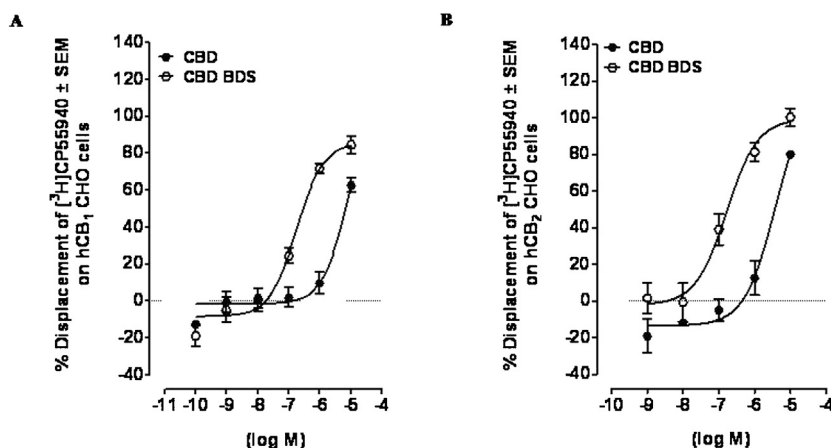 A
% Displacement of [³H]CP55940 ± SEM
on hCB₁ CHO cells
140
120
100
80
60
40
20
0
-20
-40
CBD
CBD BDS
-11 -10 -9 -8 -7 -6 -5 -4
(log M)
B
% Displacement of [³H]CP55940 ± SEM
on hCB₂ CHO cells
140
120
100
80
60
40
20
0
-20
-40
CBD
CBD BDS
-10 -9 -8 -7 -6 -5 -4
(log M)